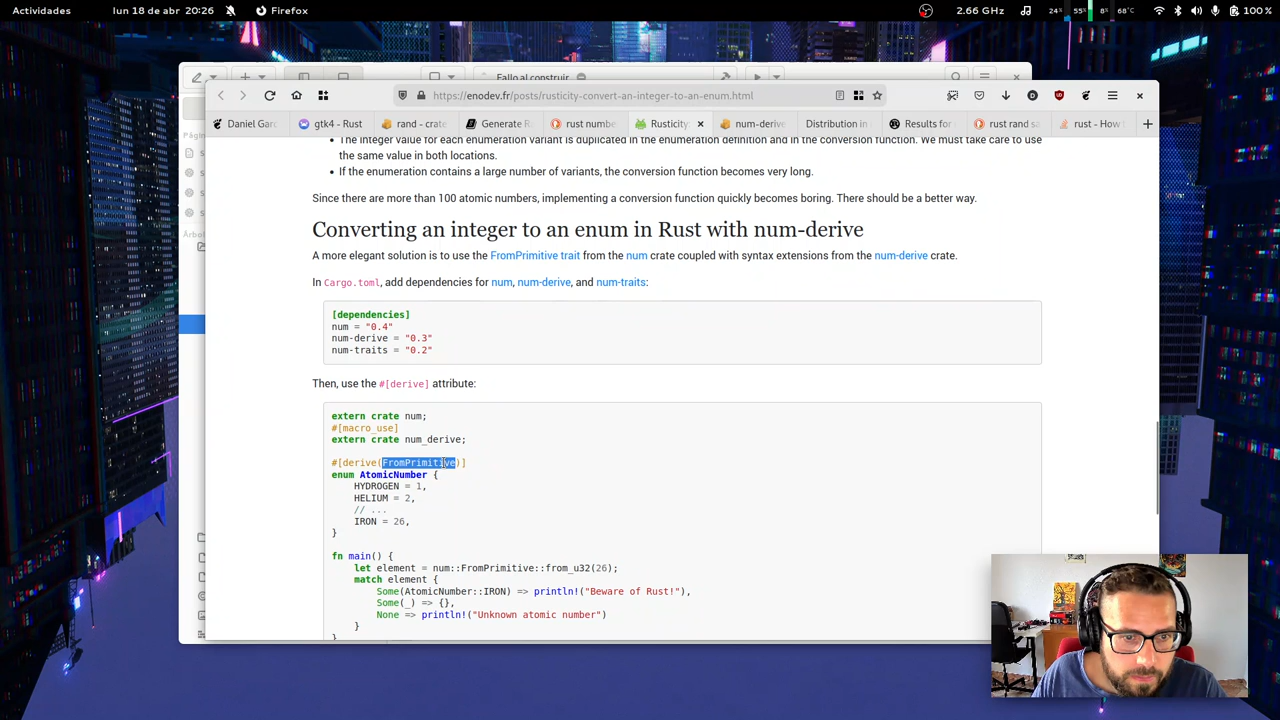 Actividades
lun 18 de abr 20:26
Firefox
2.66 GHz
24%
55%
8%
68°C
100 %
Fallo al construir
https://enodev.fr/posts/rusticity-convert-an-integer-to-an-enum.html
Daniel Garc
gtk4 - Rust
rand - crate
Generate R
rust numbe
Rusticity
num-derive
Distribution in
Results for
rust rand sa
rust - How
The integer value for each enumeration variant is duplicated in the enumeration definition and in the conversion function. We must take care to use
the same value in both locations.
If the enumeration contains a large number of variants, the conversion function becomes very long.
Since there are more than 100 atomic numbers, implementing a conversion function quickly becomes boring. There should be a better way.
Converting an integer to an enum in Rust with num-derive
A more elegant solution is to use the FromPrimitive trait from the num crate coupled with syntax extensions from the num-derive crate.
In Cargo.toml, add dependencies for num, num-derive, and num-traits:
[dependencies]
num = "0.4"
num-derive = "0.3"
num-traits = "0.2"
Then, use the #[derive] attribute:
extern crate num;
#[macro_use]
extern crate num_derive;
#[derive(FromPrimitive)]
enum AtomicNumber {
HYDROGEN = 1,
HELIUM = 2,
// ...
IRON = 26,
}
fn main() {
let element = num::FromPrimitive::from_u32(26);
match element {
Some(AtomicNumber::IRON) => println!("Beware of Rust!"),
Some(_) => {},
None => println!("Unknown atomic number")
}
}